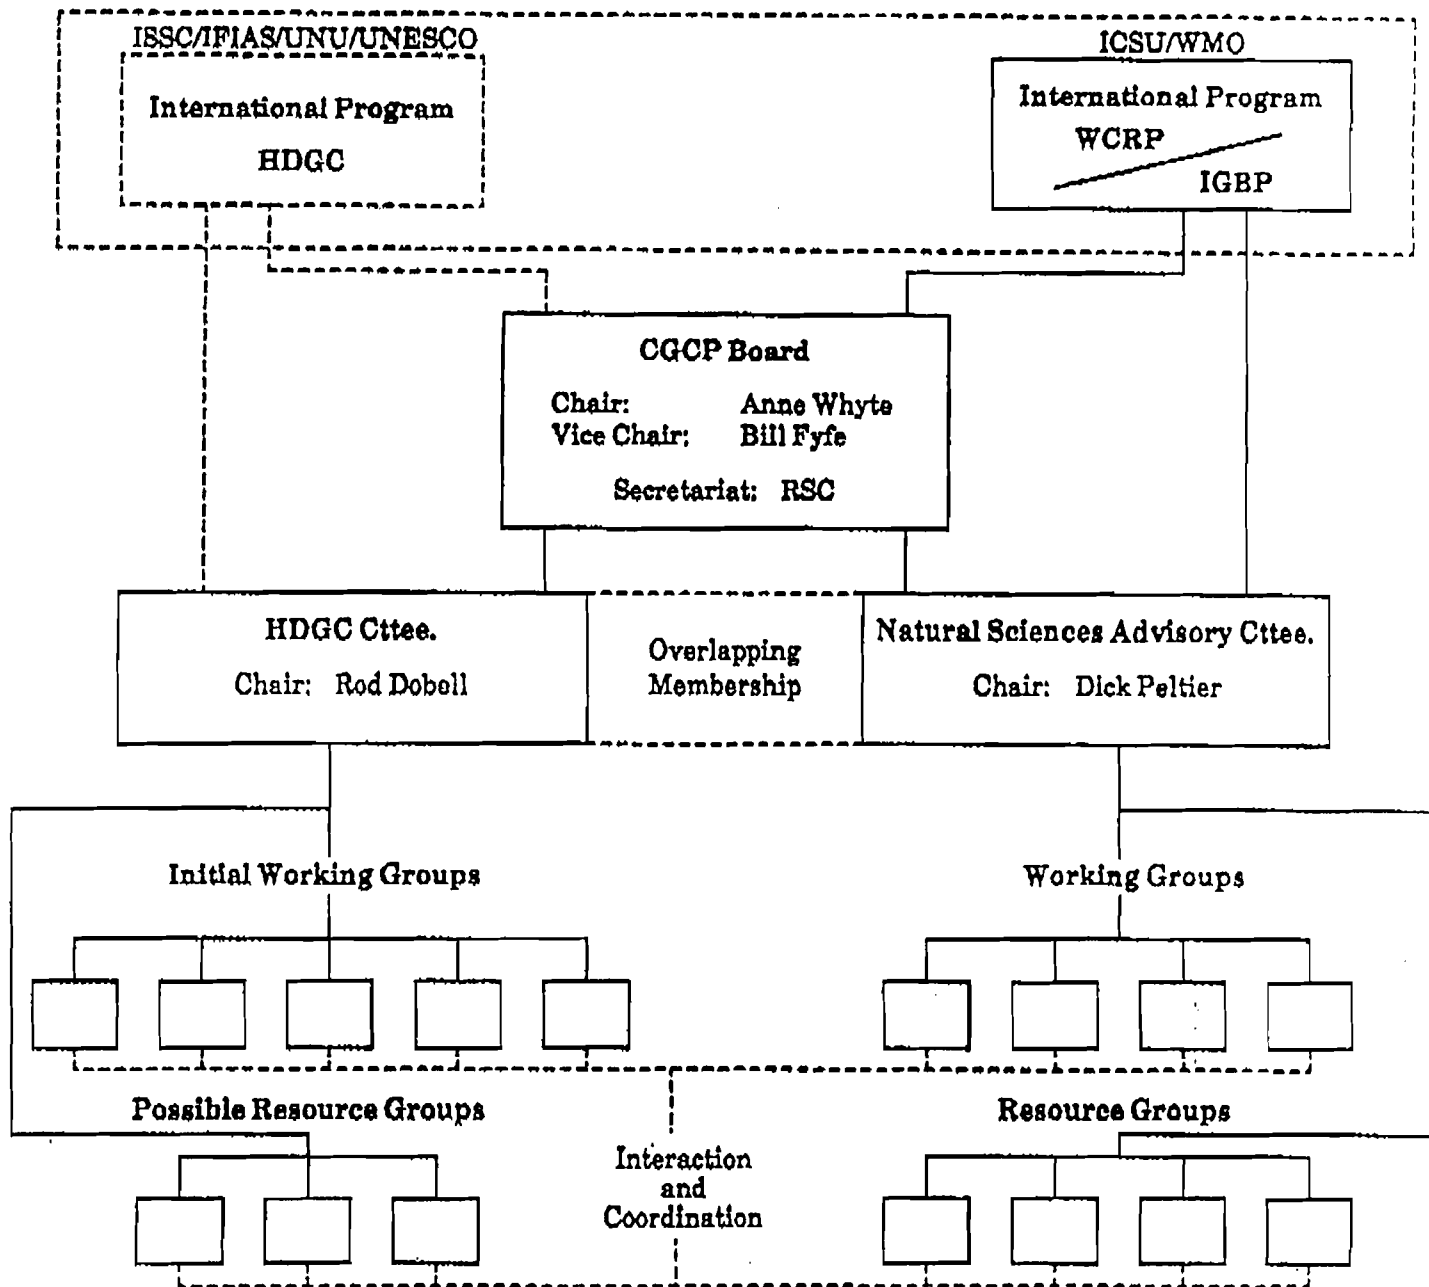 ISSC/IFIAS/UNU/UNESCO
International Program
HDGC
ICSU/WMO
International Program
WCRP
IGBP
CGCP Board
Chair: Anne Whyte
Vice Chair: Bill Fyfe
Secretariat: RSC
HDGC Cttee.
Chair: Rod Dobell
Overlapping
Membership
Natural Sciences Advisory Cttee.
Chair: Dick Peltier
Initial Working Groups
Working Groups
Possible Resource Groups
Resource Groups
Interaction
and
Coordination